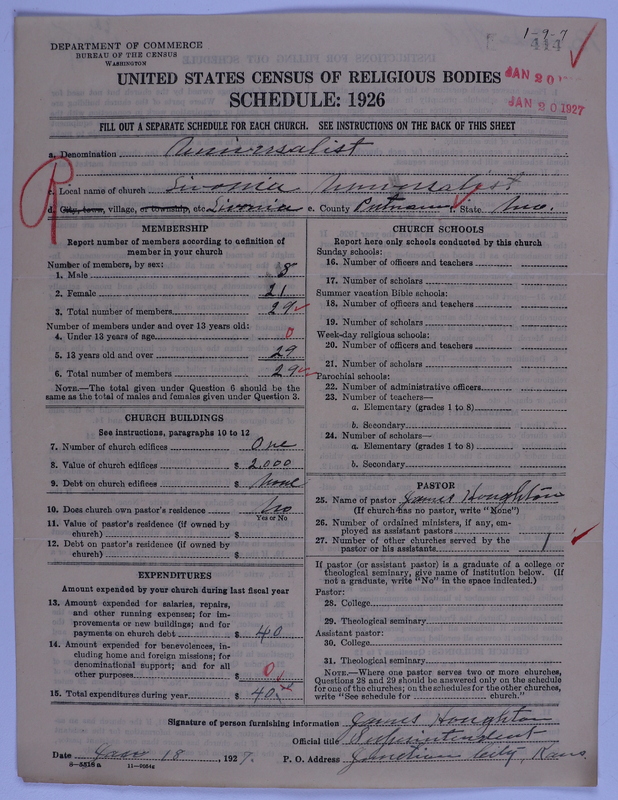 1-9-7
414
DEPARTMENT OF COMMERCE
BUREAU OF THE CENSUS
WASHINGTON
UNITED STATES CENSUS OF RELIGIOUS BODIES
JAN 20
SCHEDULE: 1926
JAN 20 1927
FILL OUT A SEPARATE SCHEDULE FOR EACH CHURCH. SEE INSTRUCTIONS ON THE BACK OF THIS SHEET
a. Denomination Universalist
c. Local name of church Livonia Universalist
d. City, town, village, or township, etc. Livonia e. County Putnam f. State Mo.
MEMBERSHIP
Report number of members according to definition of
member in your church
Number of members, by sex:
1. Male 8
2. Female 21
3. Total number of members 29
Number of members under and over 13 years old:
4. Under 13 years of age 0
5. 13 years old and over 29
6. Total number of members 29
NOTE.—The total given under Question 6 should be the
same as the total of males and females given under Question 3.
CHURCH BUILDINGS
See instructions, paragraphs 10 to 12
7. Number of church edifices One
8. Value of church edifices $ 2,000
9. Debt on church edifices $ None
10. Does church own pastor's residence No
Yes or No
11. Value of pastor's residence (if owned by
church) $
12. Debt on pastor's residence (if owned by
church) $
EXPENDITURES
Amount expended by your church during last fiscal year
13. Amount expended for salaries, repairs,
and other running expenses; for im-
provements or new buildings; and for
payments on church debt $ 40
14. Amount expended for benevolences, in-
cluding home and foreign missions; for
denominational support; and for all
other purposes $ 0
15. Total expenditures during year $ 40
CHURCH SCHOOLS
Report here only schools conducted by this church
Sunday schools:
16. Number of officers and teachers
17. Number of scholars
Summer vacation Bible schools:
18. Number of officers and teachers
19. Number of scholars
Week-day religious schools:
20. Number of officers and teachers
21. Number of scholars
Parochial schools:
22. Number of administrative officers
23. Number of teachers—
a. Elementary (grades 1 to 8)
b. Secondary
24. Number of scholars—
a. Elementary (grades 1 to 8)
b. Secondary
PASTOR
25. Name of pastor James Houghton
(If church has no pastor, write "None")
26. Number of ordained ministers, if any, em-
ployed as assistant pastors
27. Number of other churches served by the
pastor or his assistants 1
If pastor (or assistant pastor) is a graduate of a college or
theological seminary, give name of institution below. (If
not a graduate, write "No" in the space indicated.)
Pastor:
28. College
29. Theological seminary
Assistant pastor:
30. College
31. Theological seminary
NOTE.—Where one pastor serves two or more churches,
Questions 28 and 29 should be answered only on the schedule
for one of the churches; on the schedules for the other churches,
write "See schedule for church."
Signature of person furnishing information James Houghton
Official title Superintendent
Date Jan 18, 1927. P. O. Address Junction City, Kans.
8—5518a 11—9664